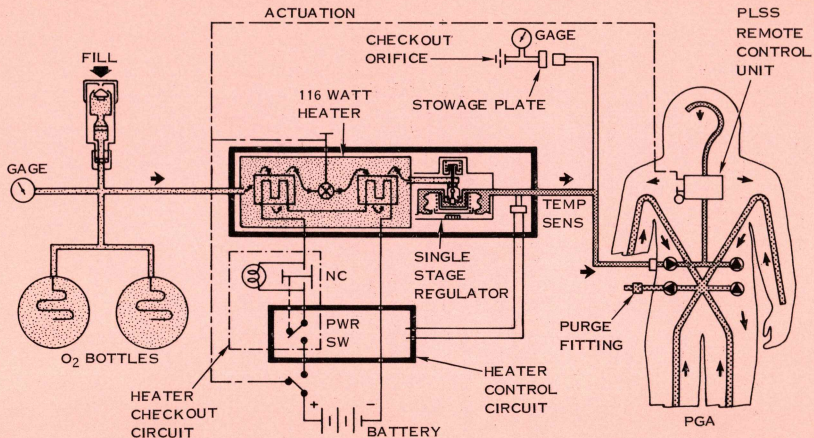 ACTUATION
PLSS
REMOTE
CONTROL
UNIT
FILL
CHECKOUT
ORIFICE
GAGE
STOWAGE PLATE
116 WATT
HEATER
GAGE
TEMP
SENS
SINGLE
STAGE
REGULATOR
NC
PWR
SW
PURGE
FITTING
O2 BOTTLES
HEATER
CHECKOUT
CIRCUIT
HEATER
CONTROL
CIRCUIT
+
−
BATTERY
PGA